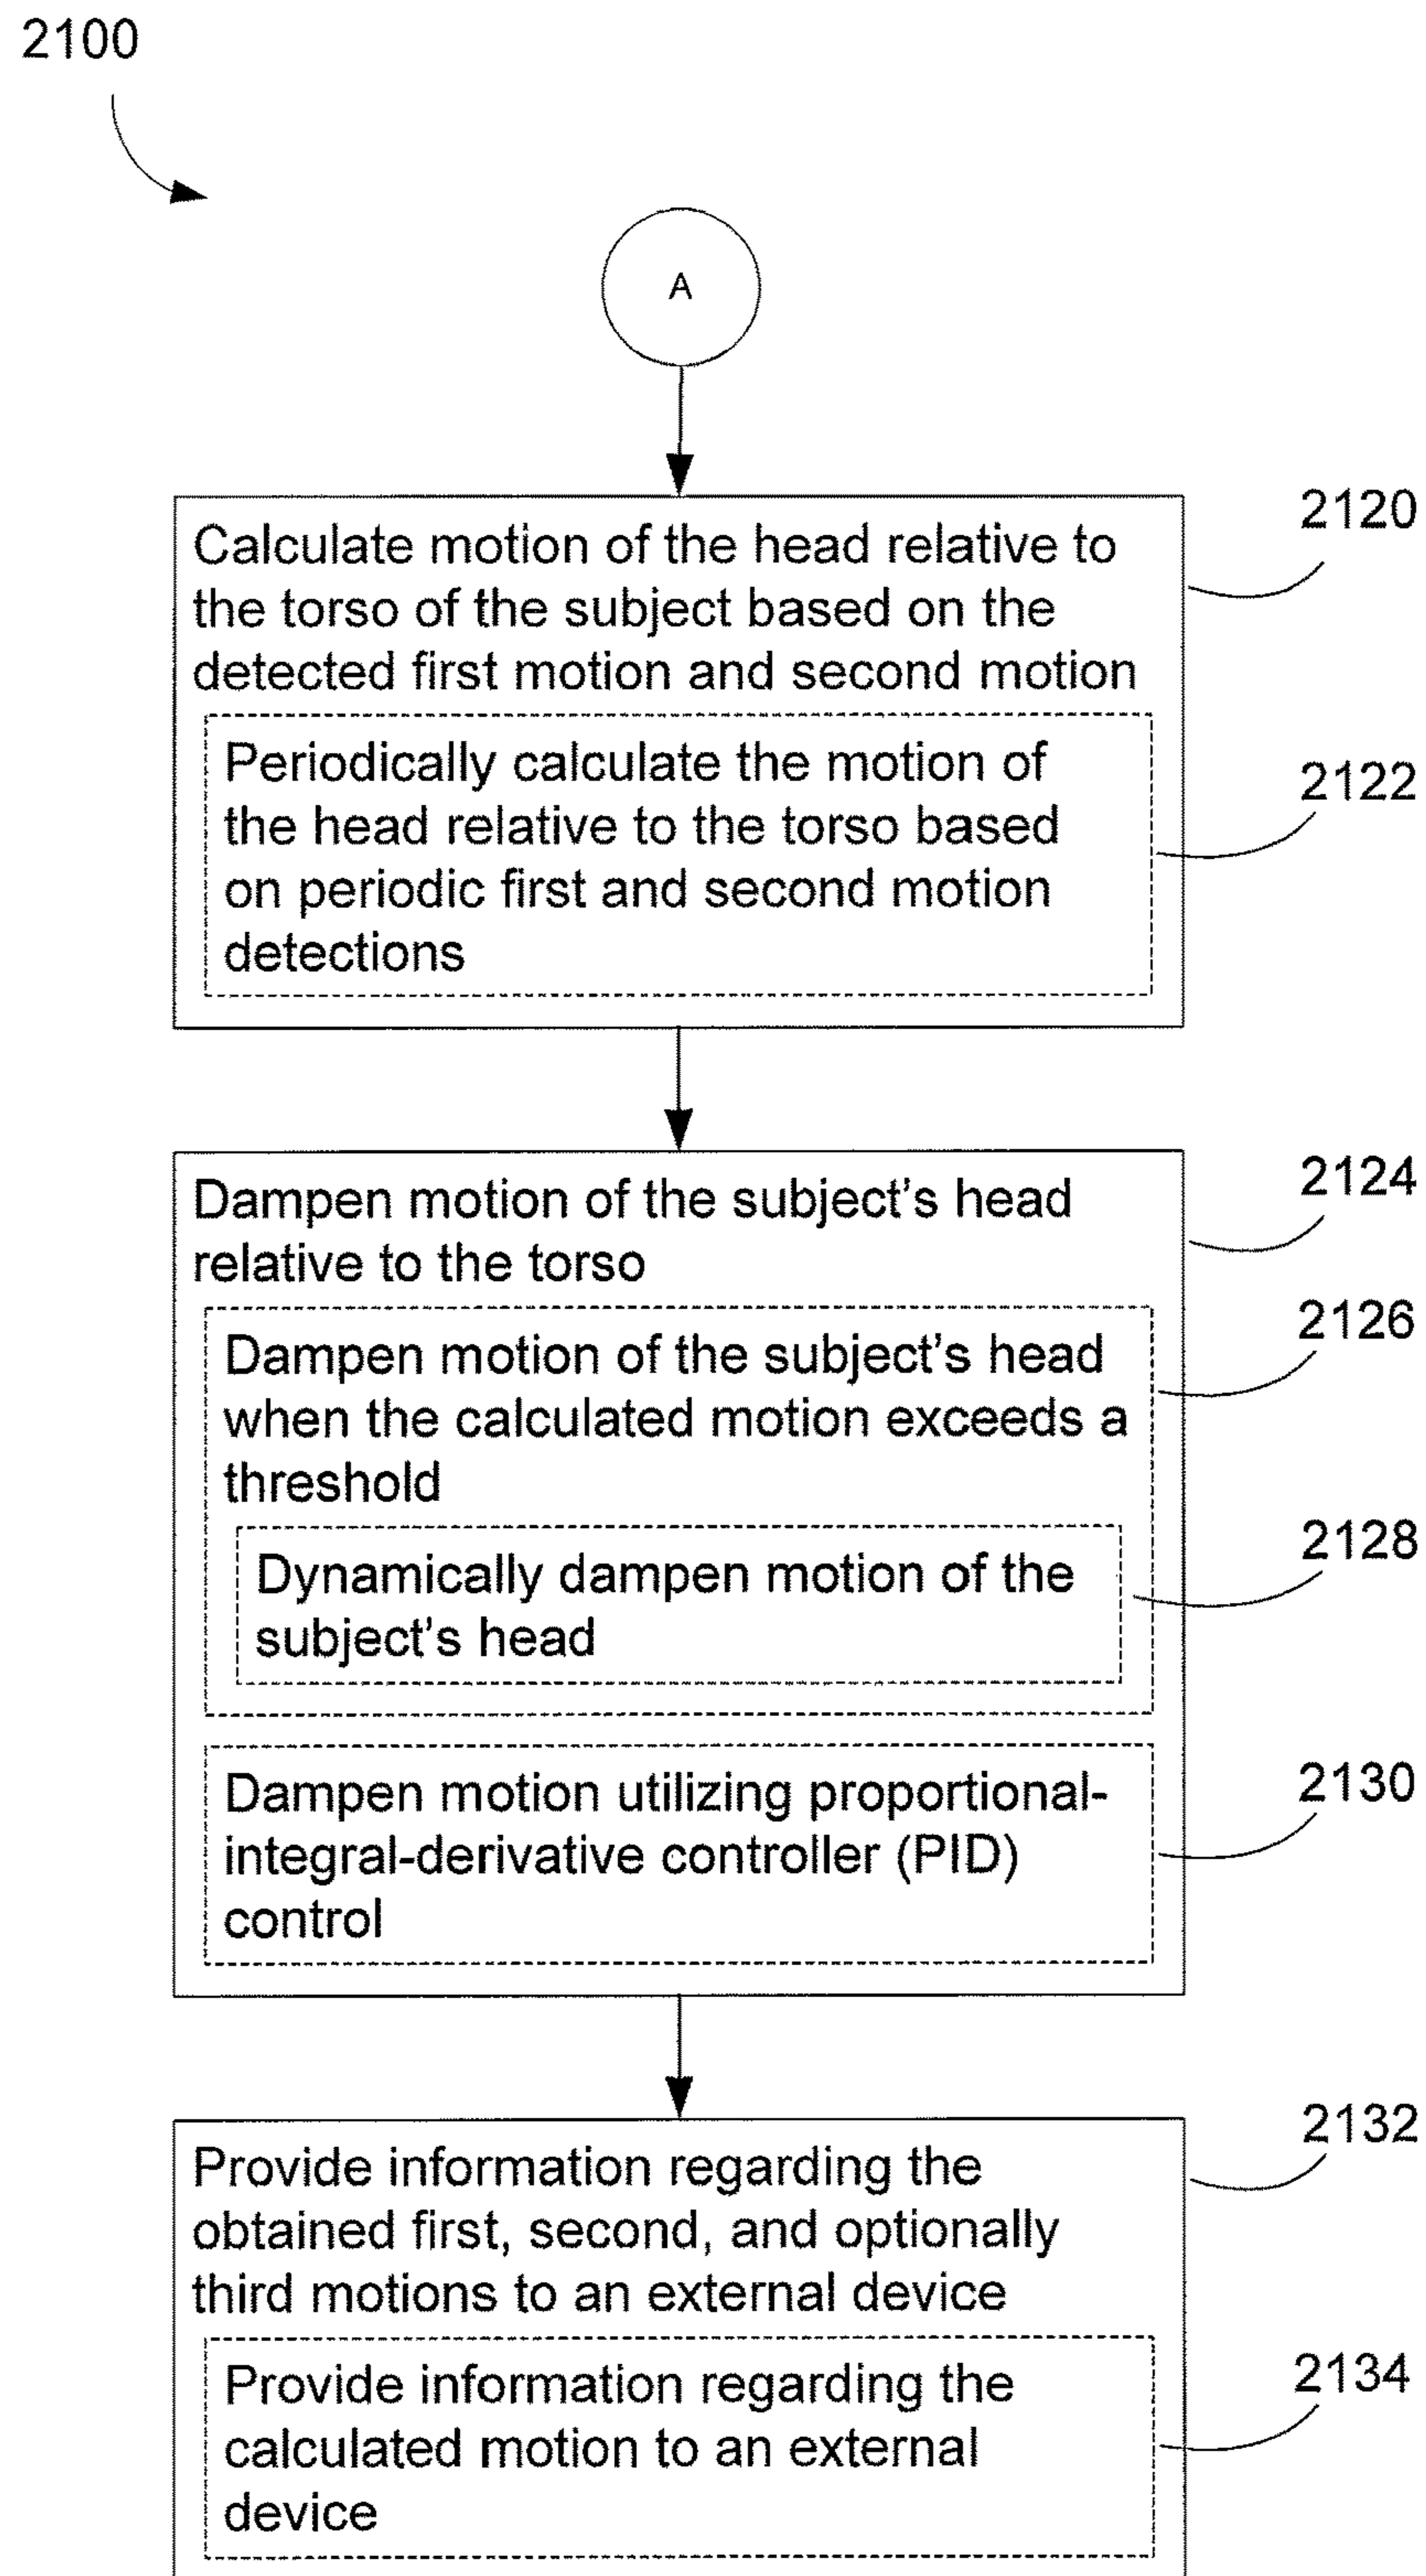 2100
A
2120
Calculate motion of the head relative to
the torso of the subject based on the
detected first motion and second motion
2122
Periodically calculate the motion of
the head relative to the torso based
on periodic first and second motion
detections
2124
Dampen motion of the subject's head
relative to the torso
2126
Dampen motion of the subject's head
when the calculated motion exceeds a
threshold
2128
Dynamically dampen motion of the
subject's head
2130
Dampen motion utilizing proportional-
integral-derivative controller (PID)
control
2132
Provide information regarding the
obtained first, second, and optionally
third motions to an external device
2134
Provide information regarding the
calculated motion to an external
device